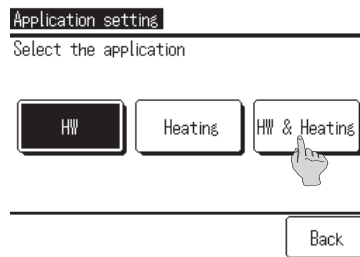 Application setting
Select the application
HW Heating HW & Heating
Back